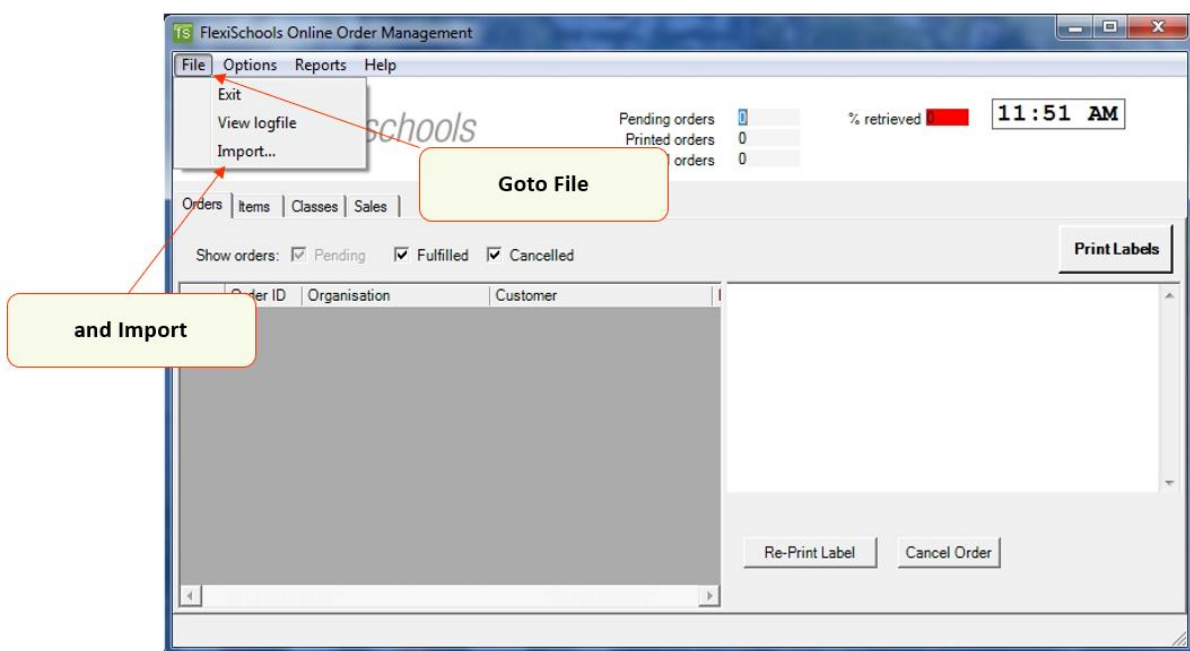 FlexiSchools Online Order Management
File Options Reports Help
Exit
View logfile
Import...
schools
Pending orders 0
Printed orders 0
orders 0
% retrieved 0
11:51 AM
Goto File
Orders Items Classes Sales
Show orders: Pending Fulfilled Cancelled
Print Labels
Order ID Organisation Customer
and Import
Re-Print Label Cancel Order